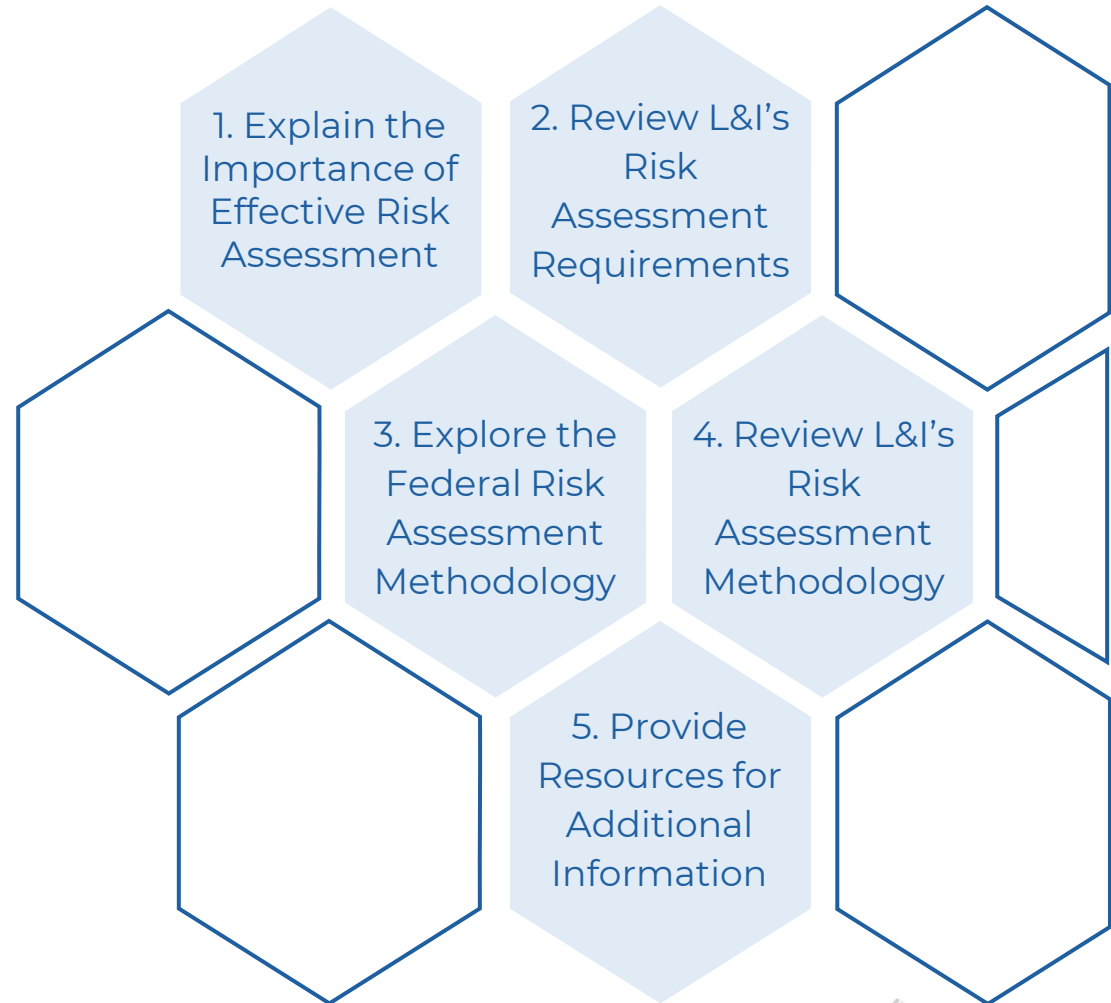 1. Explain the
Importance of
Effective Risk
Assessment
2. Review L&I’s
Risk
Assessment
Requirements
3. Explore the
Federal Risk
Assessment
Methodology
4. Review L&I’s
Risk
Assessment
Methodology
5. Provide
Resources for
Additional
Information